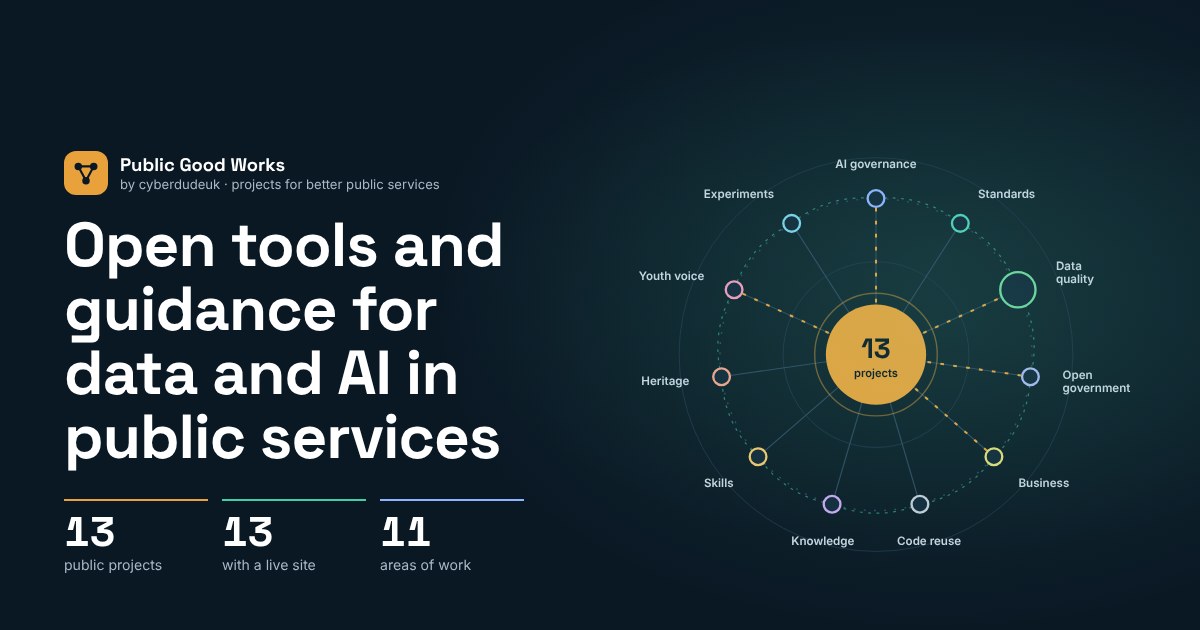 Public Good Works
by cyberdudeuk · projects for better public services
Open tools and
guidance for
data and AI in
public services
13
public projects
13
with a live site
11
areas of work
AI governance
Standards
Data
quality
Open
government
Business
Code reuse
Knowledge
Skills
Heritage
Youth voice
Experiments
13
projects